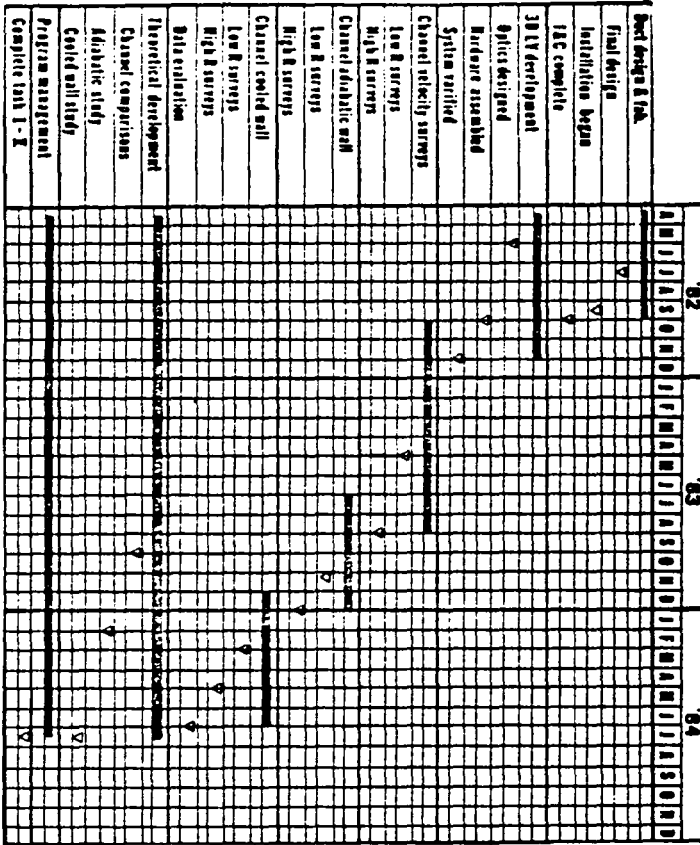 '82 '83 '84
A M J J A S O N D J F M A M J J A S O N D J F M A M J J A S O N D
Duct design & fab.
Final design
Installation began
I&C complete
3D LV development
Optics designed
Hardware assembled
System varified
Channel velocity surveys
Low R surveys
High R surveys
Channel adiabatic wall
Low R surveys
High R surveys
Channel cooled wall
Low R surveys
High R surveys
Data evaluation
Theoretical development
Channel comparisons
Adiabatic study
Cooled wall study
Program management
Complete task I - X